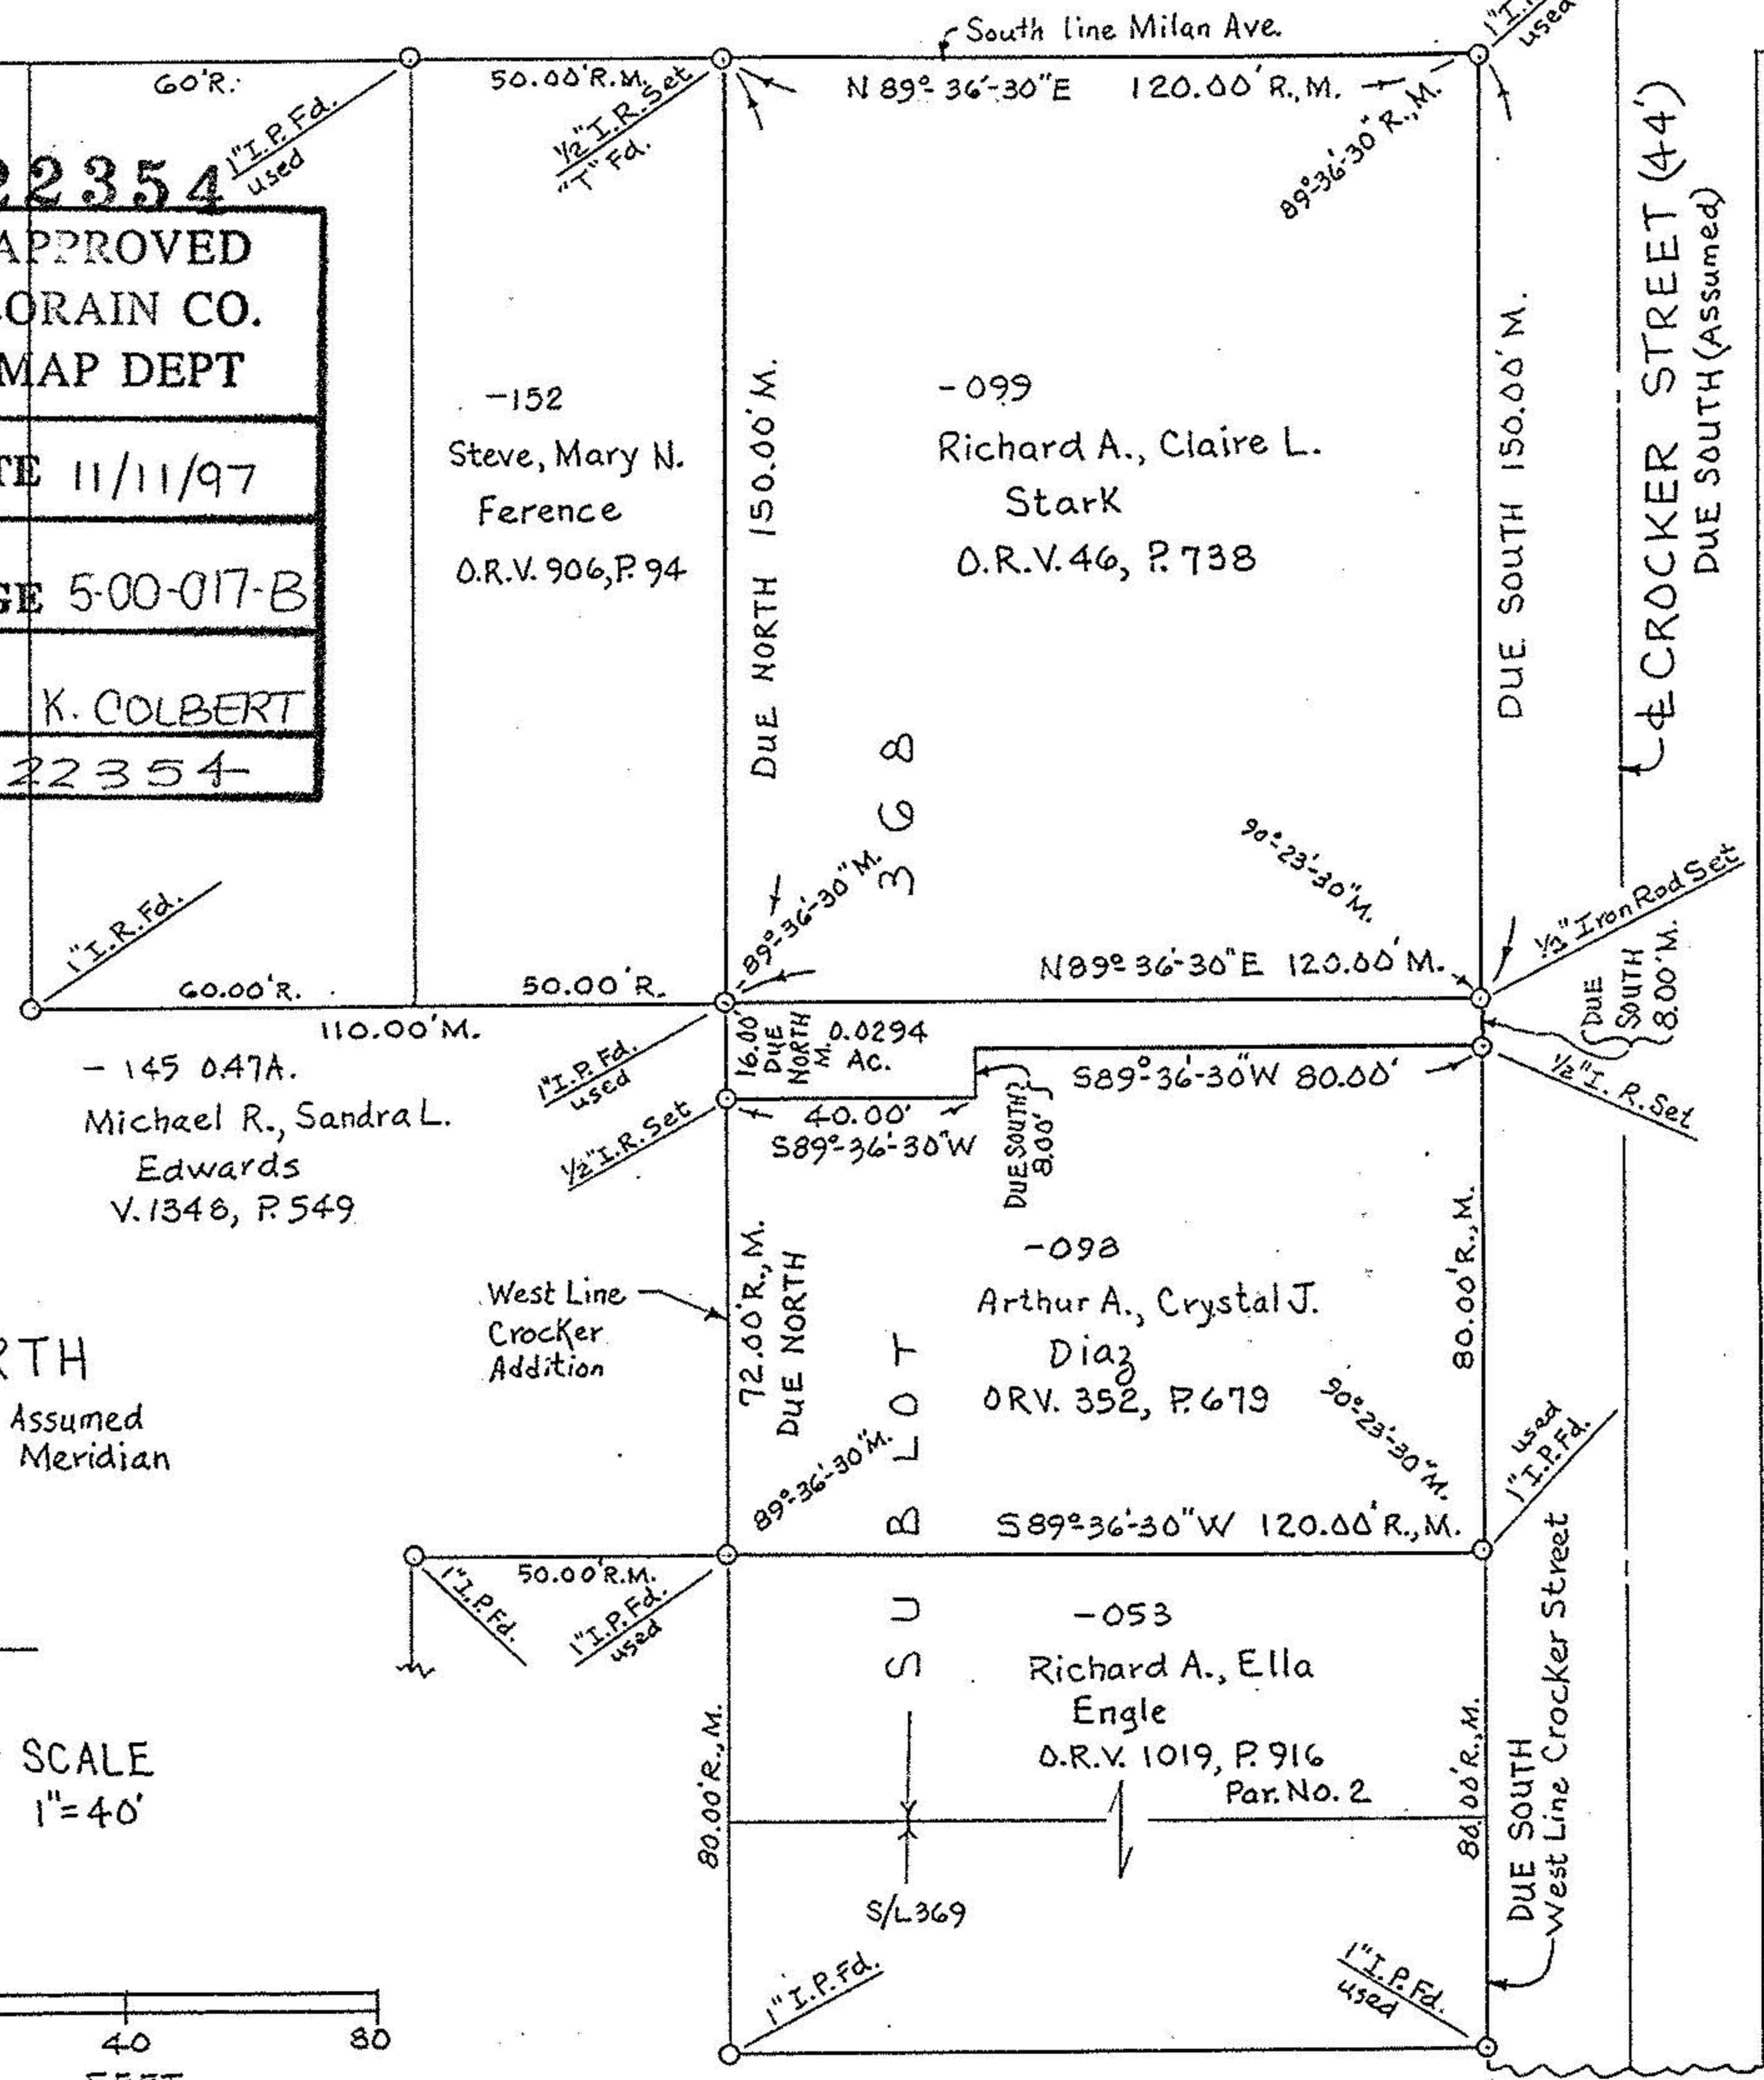 South line Milan Ave.
60'R.
50.00'R.M.
N 89°-36'-30"E 120.00' R.,M.
used
1"I.P. Fd.
used
1/2" I.R. Set
"T" Fd.
89°-36'-30" R.,M.
22354
APPROVED
LORAIN CO.
MAP DEPT
TE 11/11/97
GE 5-00-017-B
K. COLBERT
22354
-152
Steve, Mary N.
Ference
O.R.V. 906, P. 94
DUE NORTH 150.00' M.
-099
Richard A., Claire L.
Stark
O.R.V. 46, P. 738
DUE SOUTH 150.00' M.
℄ CROCKER STREET (44')
DUE SOUTH (Assumed)
368
89°-36'-30" M.
90°-23'-30" M.
1" I.R. Fd.
60.00'R.
50.00'R.
N89°36'-30"E 120.00' M.
1/2" Iron Rod Set
110.00'M.
DUE
SOUTH
8.00'M.
16.00'
DUE
NORTH
M.
0.0294
AC.
S89°-36'-30"W 80.00'
1/2" I. R. Set
1" I.P. Fd.
used
- 145 0.47A.
Michael R., Sandra L.
Edwards
V. 1348, P. 549
1/2" I.R. Set
40.00'
S89°-36'-30"W
DUE SOUTH
8.00'
72.00'R.,M.
DUE NORTH
-098
Arthur A., Crystal J.
Diaz
ORV. 352, P. 679
80.00'R.,M.
West Line
Crocker
Addition
RTH
Assumed
Meridian
89°-36'-30" M.
90°-23'-30" M.
used
1" I.P. Fd.
S89°36'-30"W 120.00' R.,M.
SUBLOT
50.00'R.M.
1" I.P. Fd.
1" I.P. Fd.
used
-053
Richard A., Ella
Engle
O.R.V. 1019, P. 916
Par. No. 2
80.00'R.,M.
80.00'R.,M.
DUE SOUTH
West Line Crocker Street
SCALE
1"=40'
S/L 369
1" I.P. Fd.
1" I.P. Fd.
used
40
80